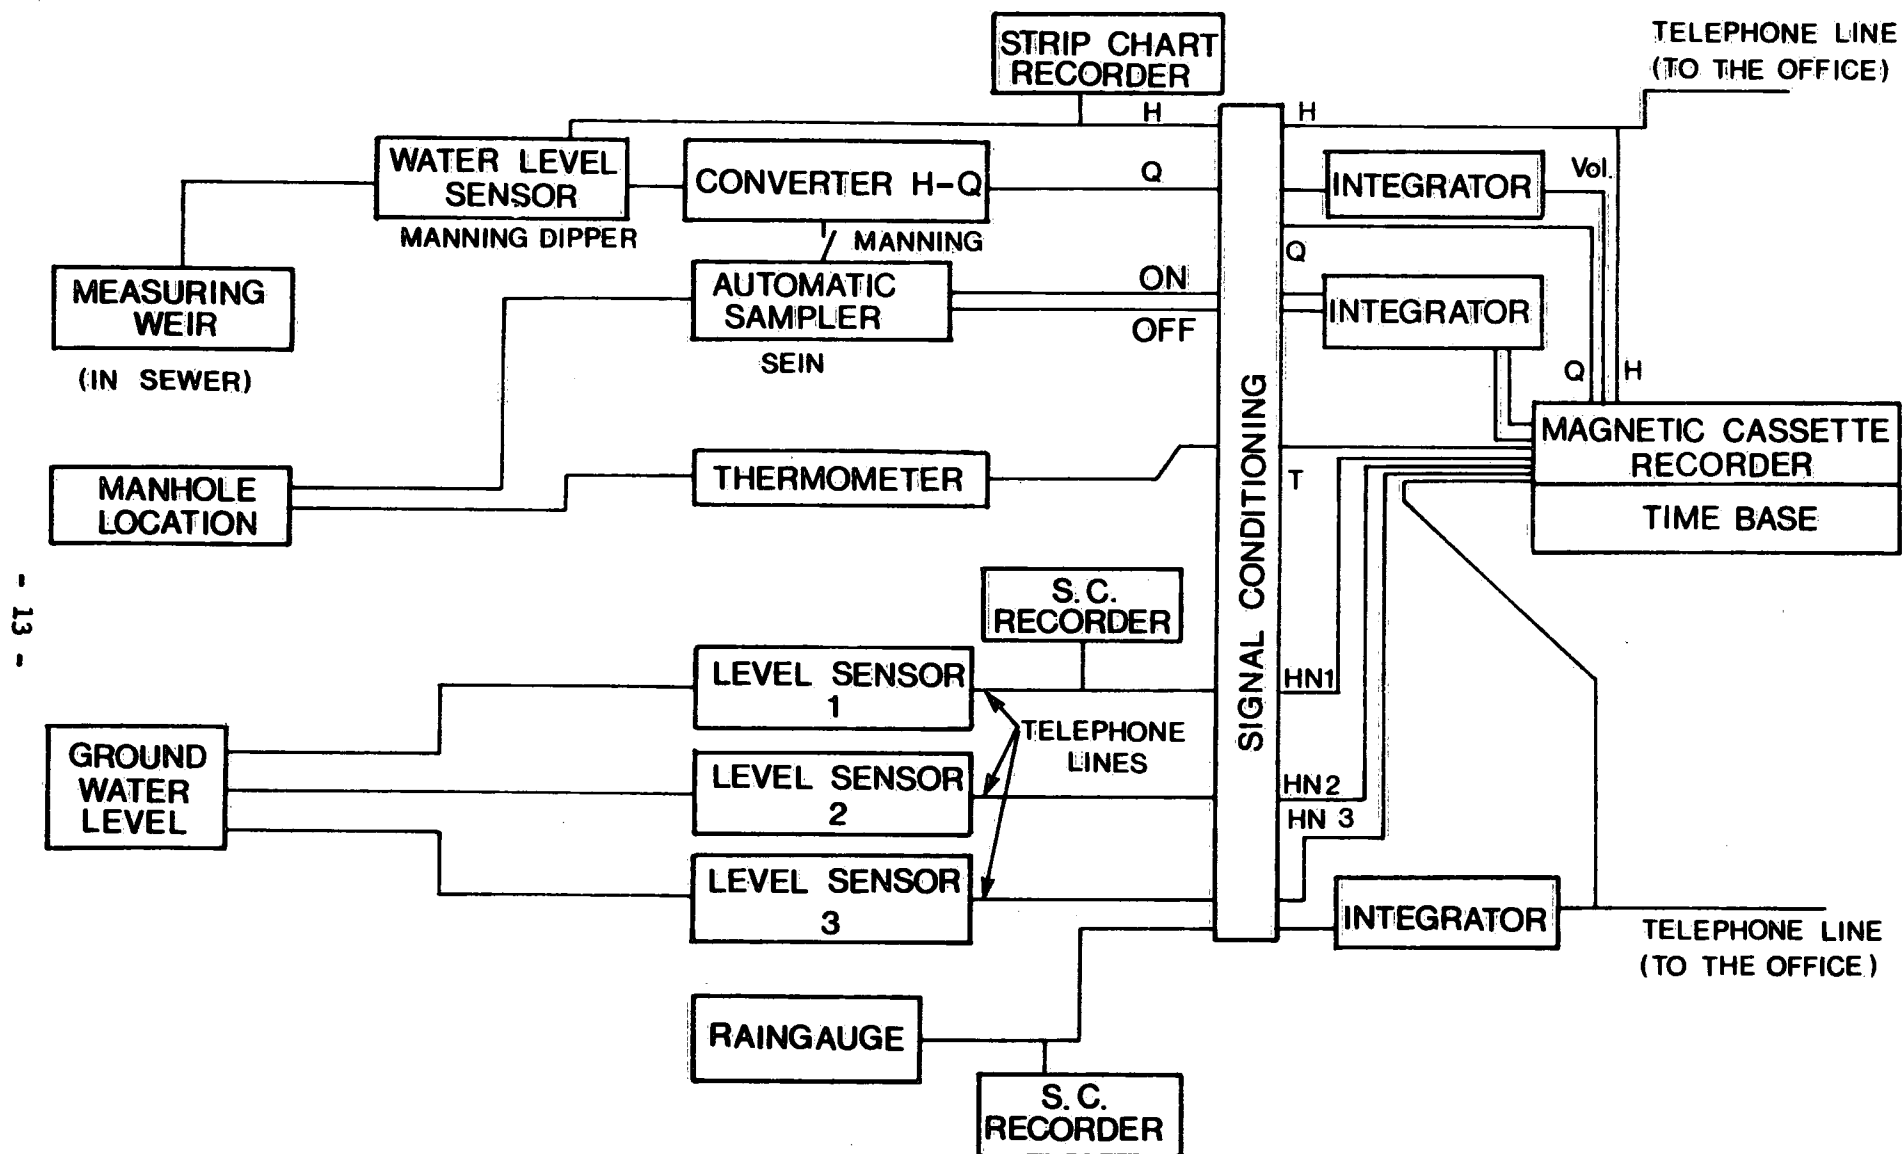 STRIP CHART
RECORDER
TELEPHONE LINE
(TO THE OFFICE)
H
H
WATER LEVEL
SENSOR
MANNING DIPPER
CONVERTER H-Q
Q
INTEGRATOR
Vol.
MANNING
Q
MEASURING
WEIR
(IN SEWER)
AUTOMATIC
SAMPLER
SEIN
ON
OFF
INTEGRATOR
Q
H
SIGNAL CONDITIONING
MAGNETIC CASSETTE
RECORDER
TIME BASE
MANHOLE
LOCATION
THERMOMETER
T
- 13 -
S. C.
RECORDER
LEVEL SENSOR
1
HN1
TELEPHONE
LINES
GROUND
WATER
LEVEL
LEVEL SENSOR
2
HN2
HN 3
LEVEL SENSOR
3
INTEGRATOR
TELEPHONE LINE
(TO THE OFFICE)
RAINGAUGE
S. C.
RECORDER